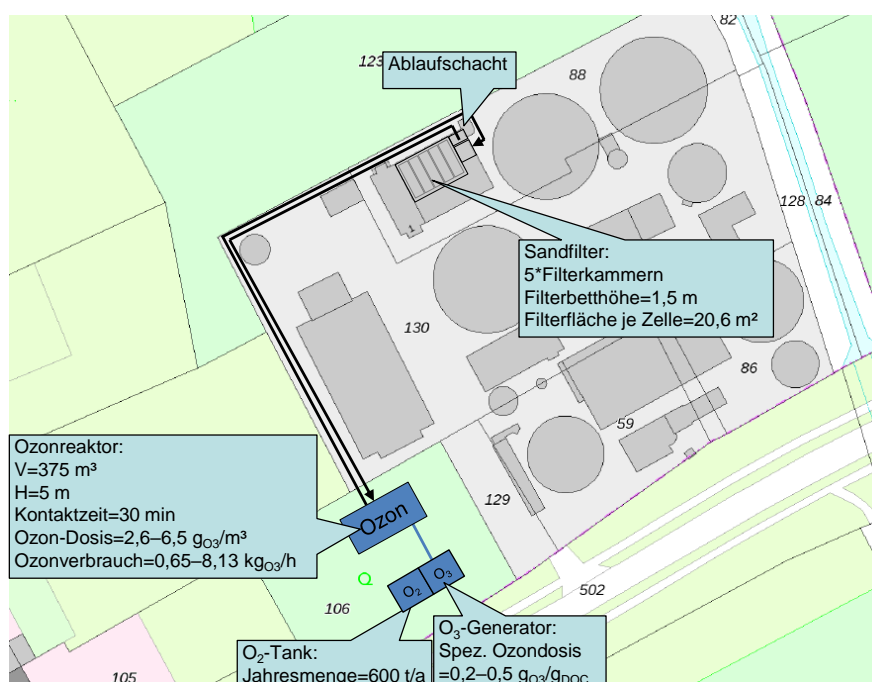 82
123
Ablaufschacht
88
128
84
1
Sandfilter:
5*Filterkammern
Filterbetthöhe=1,5 m
Filterfläche je Zelle=20,6 m²
130
86
59
Ozonreaktor:
V=375 m³
H=5 m
Kontaktzeit=30 min
Ozon-Dosis=2,6–6,5 gO3/m³
Ozonverbrauch=0,65–8,13 kgO3/h
129
Ozon
O2
O3
502
106
O2-Tank:
Jahresmenge=600 t/a
O3-Generator:
Spez. Ozondosis
=0,2–0,5 gO3/gDOC
105